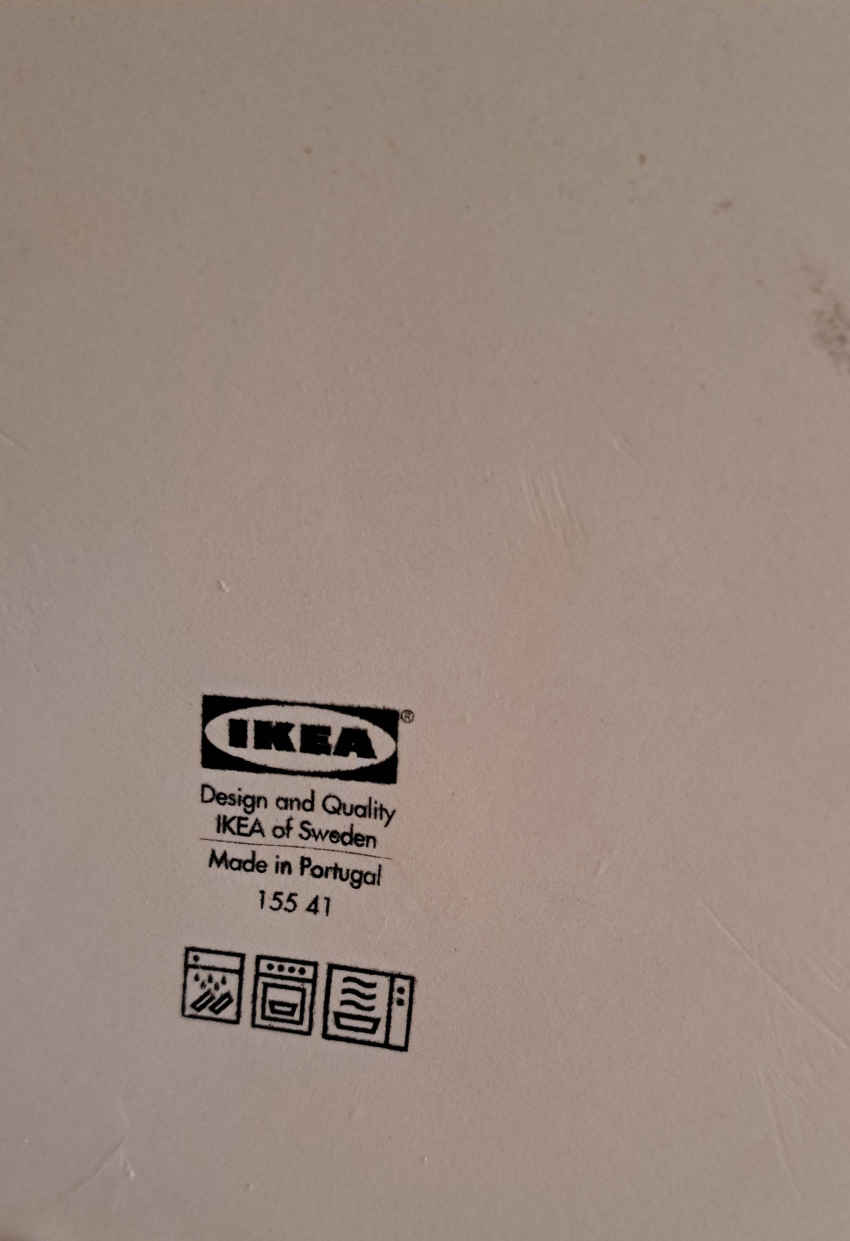 IKEA®
Design and Quality
IKEA of Sweden
Made in Portugal
155 41